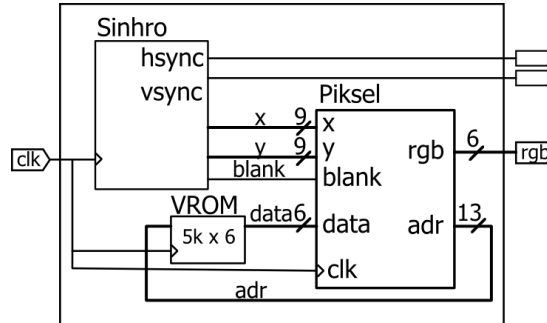 Sinhro
hsync
vsync
Piksel
x 9 x
y 9 y
6
clk
rgb
rgb
blank blank
VROM
data 6 data
13
5k x 6
adr
clk
adr